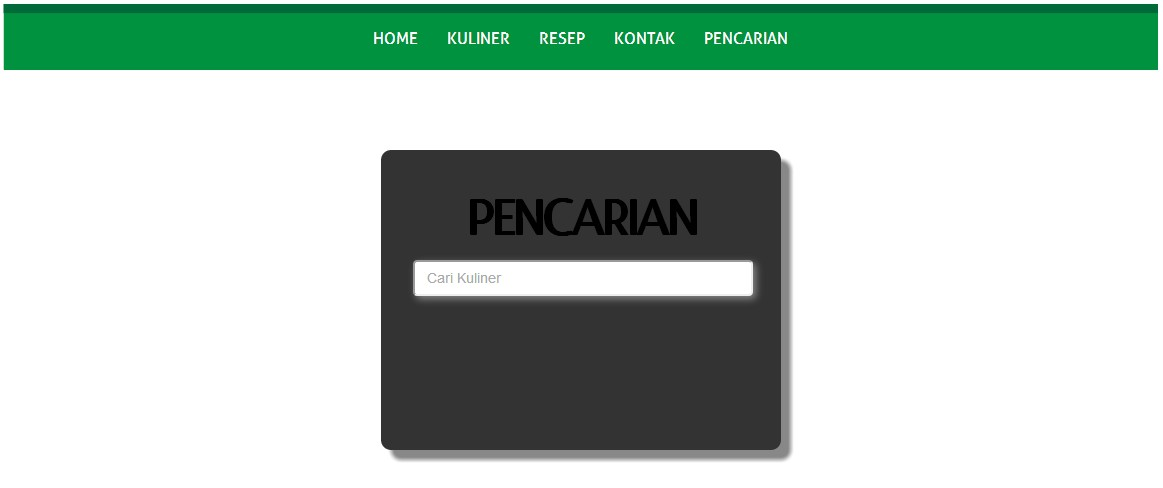 HOME KULINER RESEP KONTAK PENCARIAN
PENCARIAN
Cari Kuliner